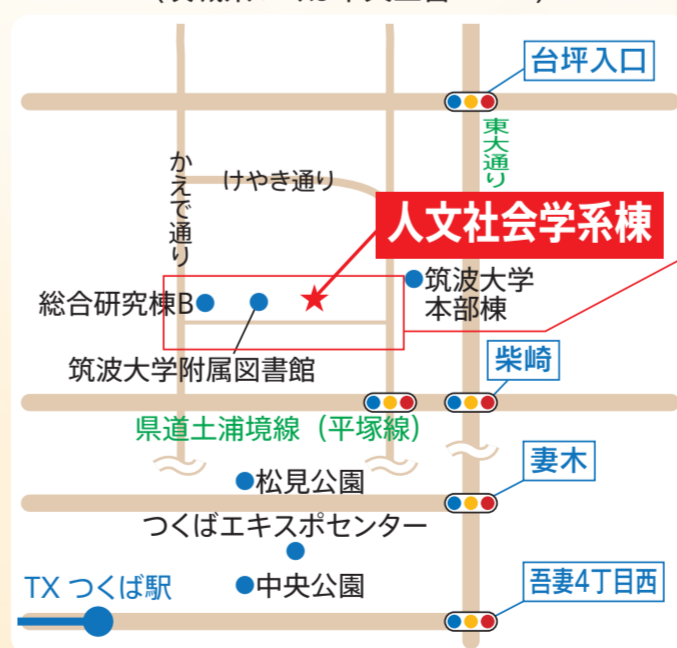 台坪入口
東大通り
かえで通り
けやき通り
人文社会学系棟
筑波大学
本部棟
総合研究棟B
筑波大学附属図書館
柴崎
県道土浦境線（平塚線）
妻木
松見公園
つくばエキスポセンター
TX つくば駅
中央公園
吾妻4丁目西